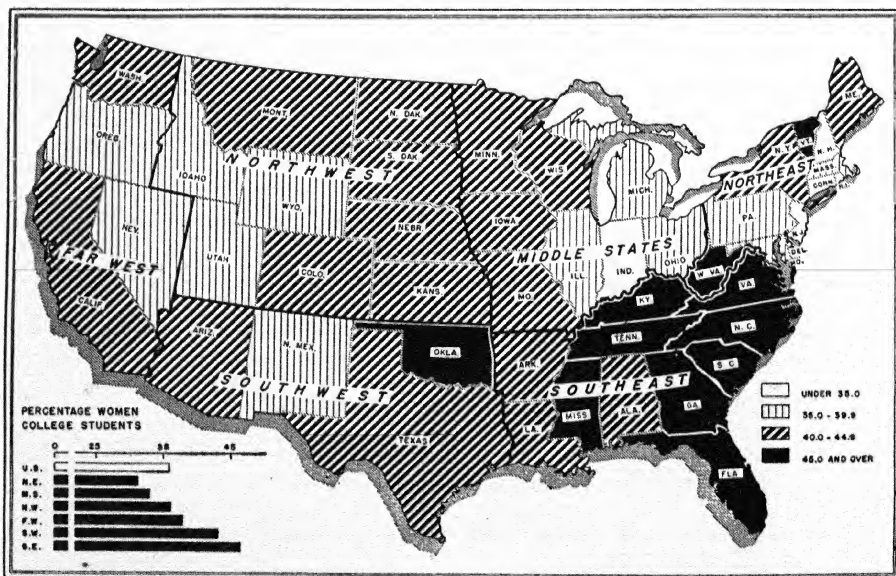 WASH.
MONT.
N. DAK.
MINN.
ME.
OREG.
IDAHO
S. DAK.
WIS.
MICH.
N.Y.
VT.
N. H.
MASS.
CONN.
R.I.
NORTHWEST
NORTHEAST
WYO.
NEBR.
IOWA
PA.
NEV.
UTAH
COLO.
KANS.
MO.
ILL.
IND.
OHIO
MIDDLE STATES
N.J.
DEL.
MD.
FAR WEST
CALIF.
W. VA.
VA.
KY.
TENN.
N. C.
ARIZ.
N. MEX.
OKLA.
ARK.
S. C.
SOUTHWEST
SOUTHEAST
TEXAS
LA.
MISS.
ALA.
GA.
FLA.
UNDER 35.0
35.0 - 39.9
40.0 - 44.9
45.0 AND OVER
PERCENTAGE WOMEN
COLLEGE STUDENTS
0 25 35 45
U.S.
N.E.
M.S.
N.W.
F.W.
S.W.
S.E.